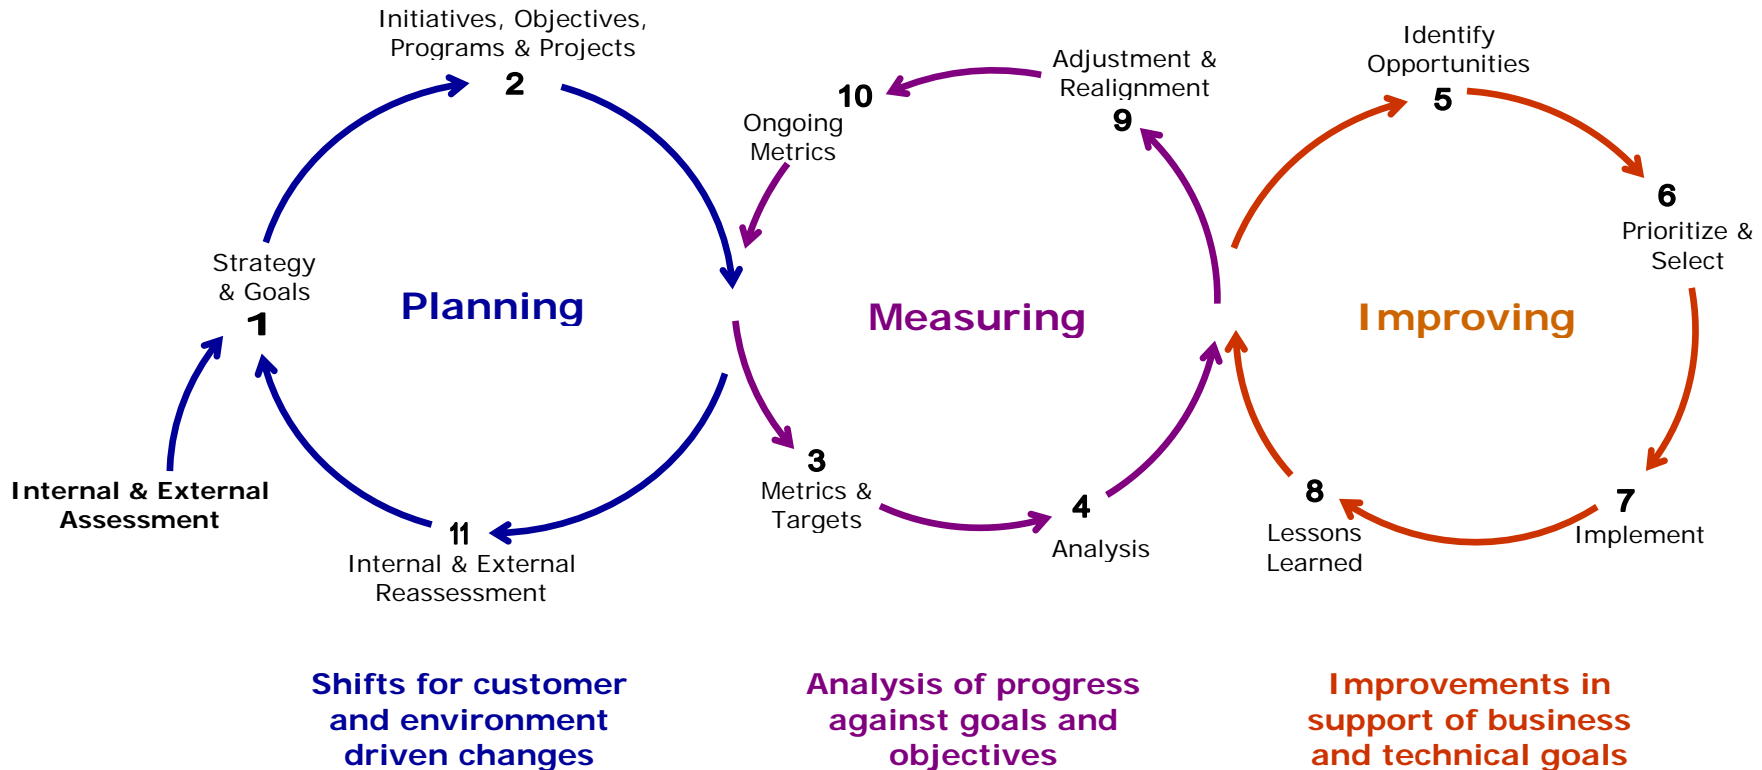 Initiatives, Objectives,
Programs & Projects
2
Strategy
& Goals
1
Planning
Internal & External
Assessment
11
Internal & External
Reassessment
10
Ongoing
Metrics
Adjustment &
Realignment
9
Measuring
3
Metrics &
Targets
4
Analysis
Identify
Opportunities
5
6
Prioritize &
Select
Improving
7
Implement
8
Lessons
Learned
Shifts for customer
and environment
driven changes
Analysis of progress
against goals and
objectives
Improvements in
support of business
and technical goals